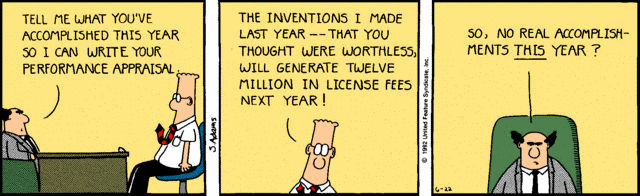 TELL ME WHAT YOU'VE
ACCOMPLISHED THIS YEAR
SO I CAN WRITE YOUR
PERFORMANCE APPRAISAL.
S. Adams
THE INVENTIONS I MADE
LAST YEAR -- THAT YOU
THOUGHT WERE WORTHLESS,
WILL GENERATE TWELVE
MILLION IN LICENSE FEES
NEXT YEAR!
© 1992 United Feature Syndicate, Inc.
SO, NO REAL ACCOMPLISH-
MENTS THIS YEAR?
6-22